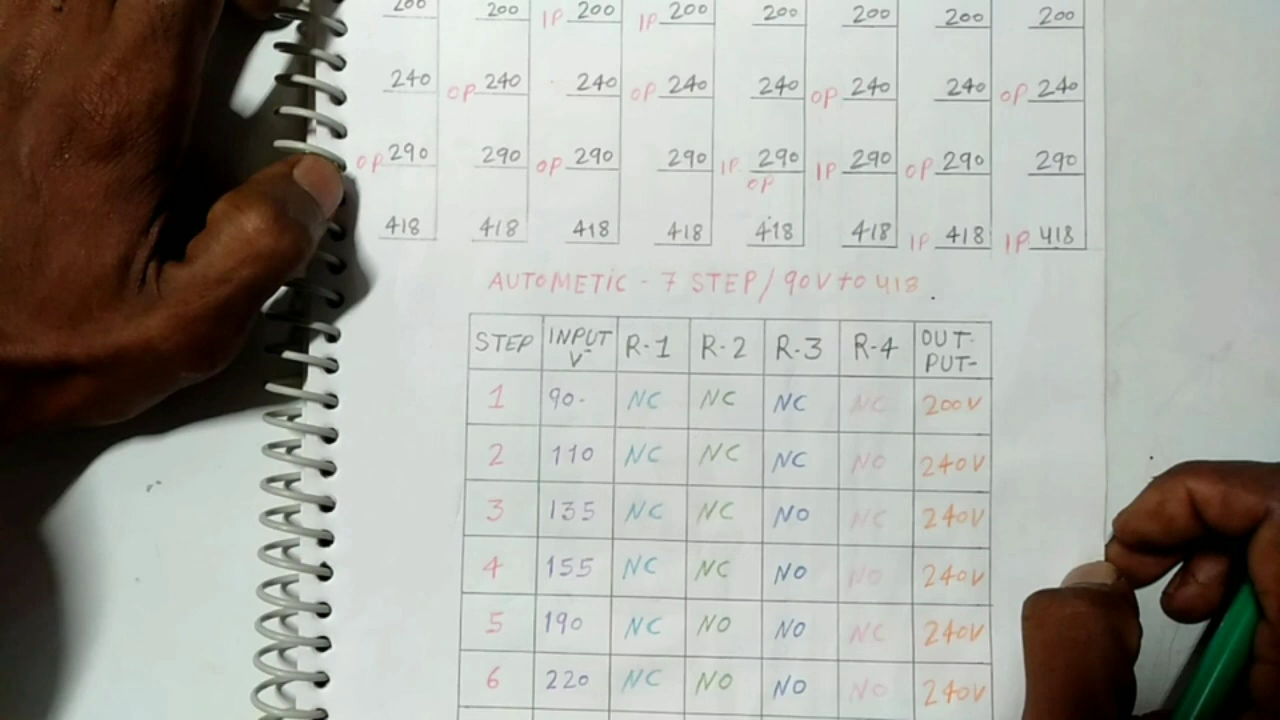 200 200 IP 200 IP 200 200 200 200 200
240 OP 240 240 OP 240 240 OP 240 240 OP 240
OP 290 290 OP 290 290 IP 290 IP 290 OP 290 290
OP
418 418 418 418 418 418 IP 418 IP 418
AUTOMETIC - 7 STEP / 90V to 418.
STEP INPUT V R-1 R-2 R-3 R-4 OUT- PUT-
1 90. NC NC NC NC 200V
2 110 NC NC NC NO 240V
3 135 NC NC NO NC 240V
4 155 NC NC NO NO 240V
5 190 NC NO NO NC 240V
6 220 NC NO NO NO 240V